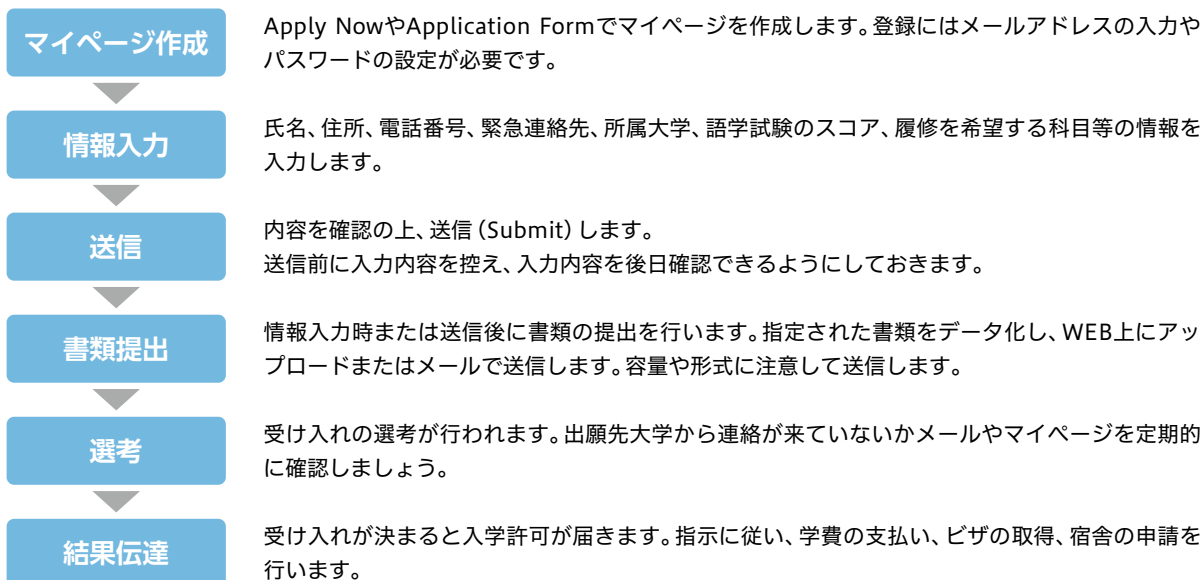 マイページ作成
Apply NowやApplication Formでマイページを作成します。登録にはメールアドレスの入力や
パスワードの設定が必要です。
情報入力
氏名、住所、電話番号、緊急連絡先、所属大学、語学試験のスコア、履修を希望する科目等の情報を
入力します。
送信
内容を確認の上、送信(Submit)します。
送信前に入力内容を控え、入力内容を後日確認できるようにしておきます。
書類提出
情報入力時または送信後に書類の提出を行います。指定された書類をデータ化し、WEB上にアッ
プロードまたはメールで送信します。容量や形式に注意して送信します。
選考
受け入れの選考が行われます。出願先大学から連絡が来ていないかメールやマイページを定期的
に確認しましょう。
結果伝達
受け入れが決まると入学許可が届きます。指示に従い、学費の支払い、ビザの取得、宿舎の申請を
行います。